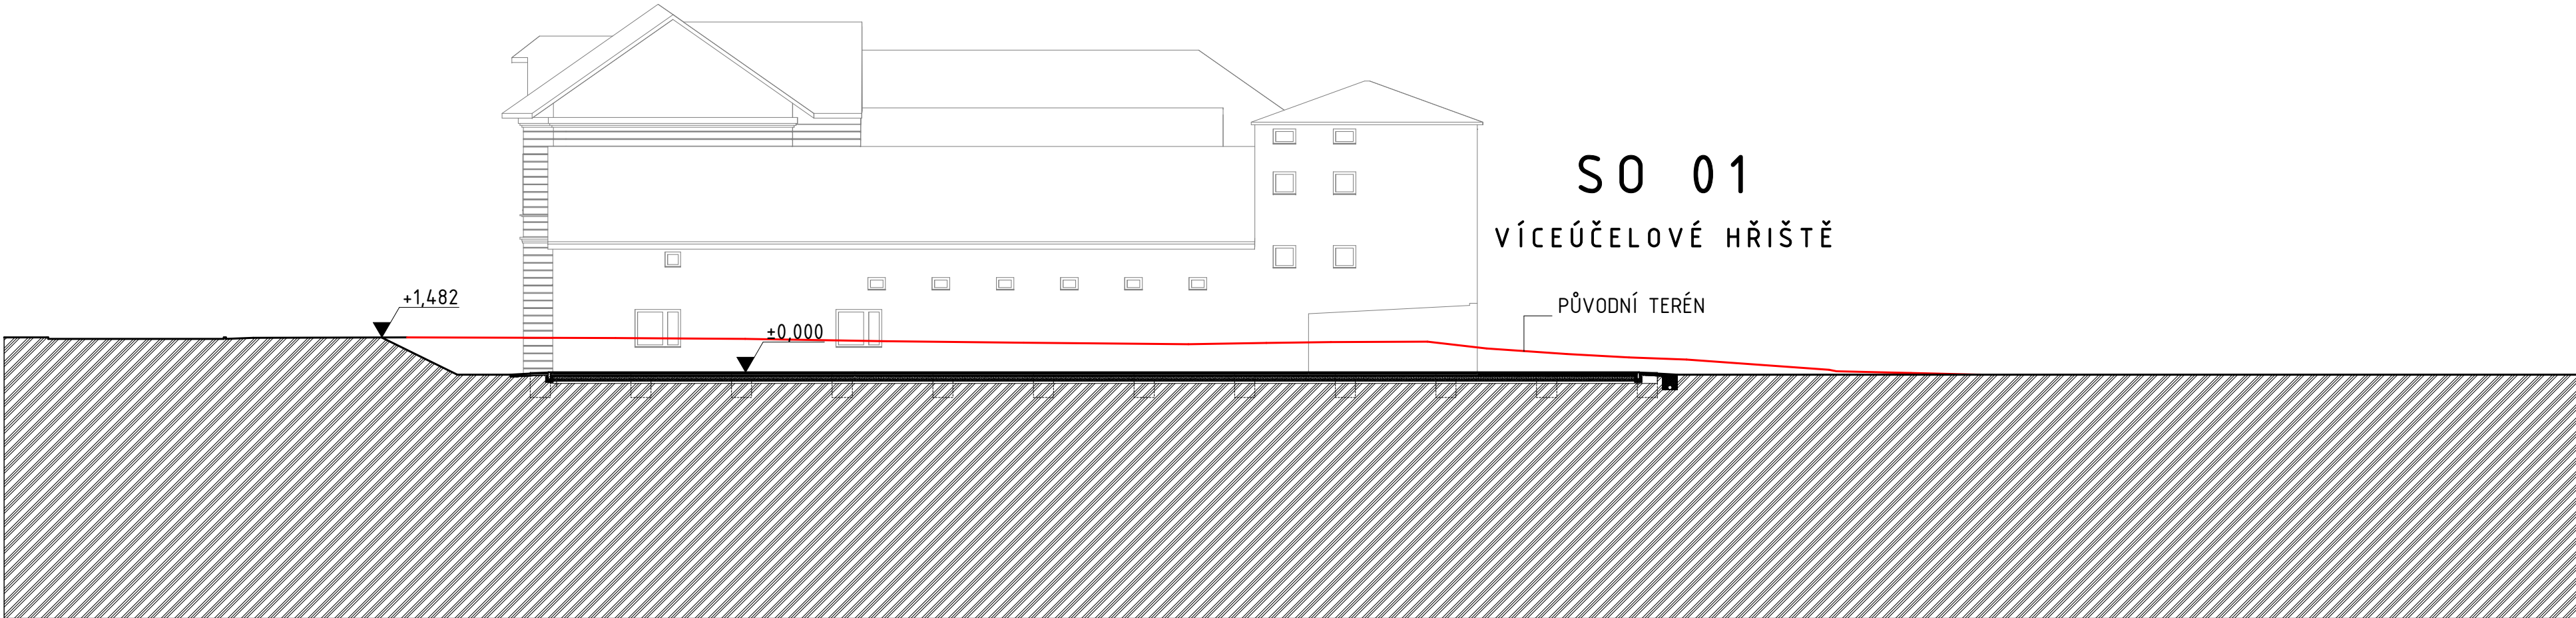 SO 01
VÍCEÚČELOVÉ HŘIŠTĚ
PŮVODNÍ TERÉN
+1,482
±0,000